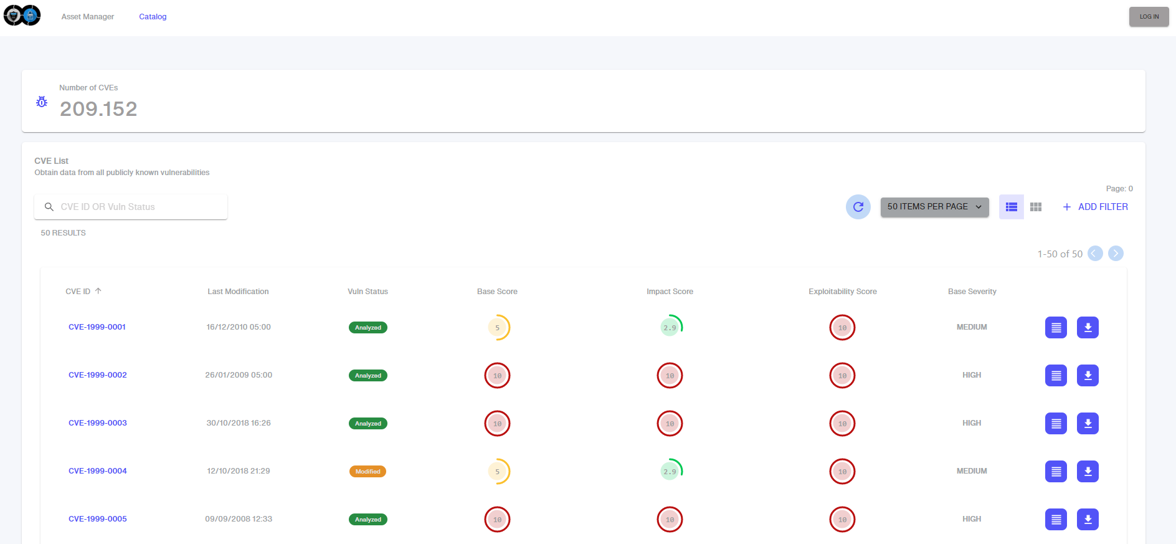 Asset Manager Catalog LOG IN
Number of CVEs
209.152
CVE List
Obtain data from all publicly known vulnerabilities
Page: 0
CVE ID OR Vuln Status 50 ITEMS PER PAGE + ADD FILTER
50 RESULTS
1-50 of 50
CVE ID Last Modification Vuln Status Base Score Impact Score Exploitability Score Base Severity
CVE-1999-0001 16/12/2010 05:00 Analyzed 5 2.9 10 MEDIUM
CVE-1999-0002 26/01/2009 05:00 Analyzed 10 10 10 HIGH
CVE-1999-0003 30/10/2018 16:26 Analyzed 10 10 10 HIGH
CVE-1999-0004 12/10/2018 21:29 Modified 5 2.9 10 MEDIUM
CVE-1999-0005 09/09/2008 12:33 Analyzed 10 10 10 HIGH